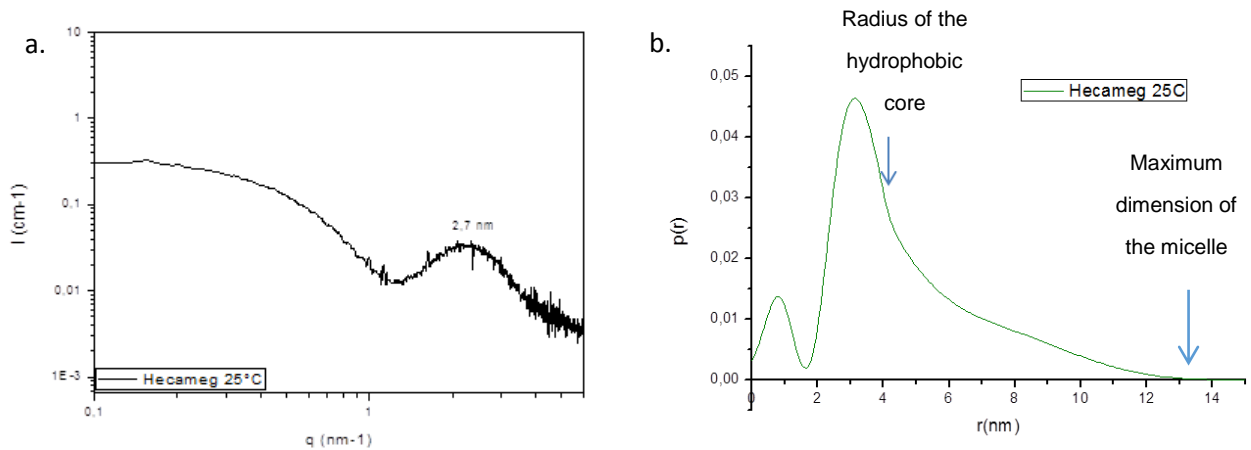 a.
10
1
0,1
0.01
1E-3
0,1
1
I (cm-1)
q (nm-1)
2,7 nm
Hecameg 25°C
b.
Radius of the
hydrophobic
core
Hecameg 25C
Maximum
dimension of
the micelle
0,05
0,04
0,03
0,02
0,01
0,00
0
2
4
6
8
10
12
14
p(r)
r(nm)